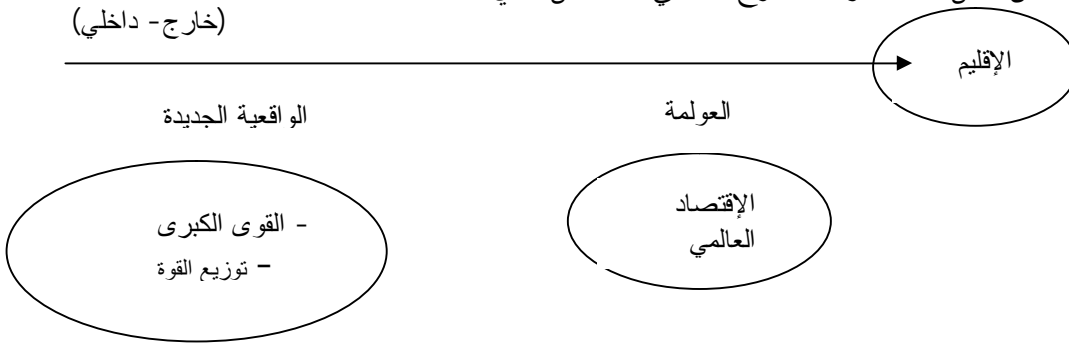 (خارج- داخلي)
الإقليم
العولمة
الواقعية الجديدة
الإقتصاد
العالمي
- القوى الكبرى
- توزيع القوة